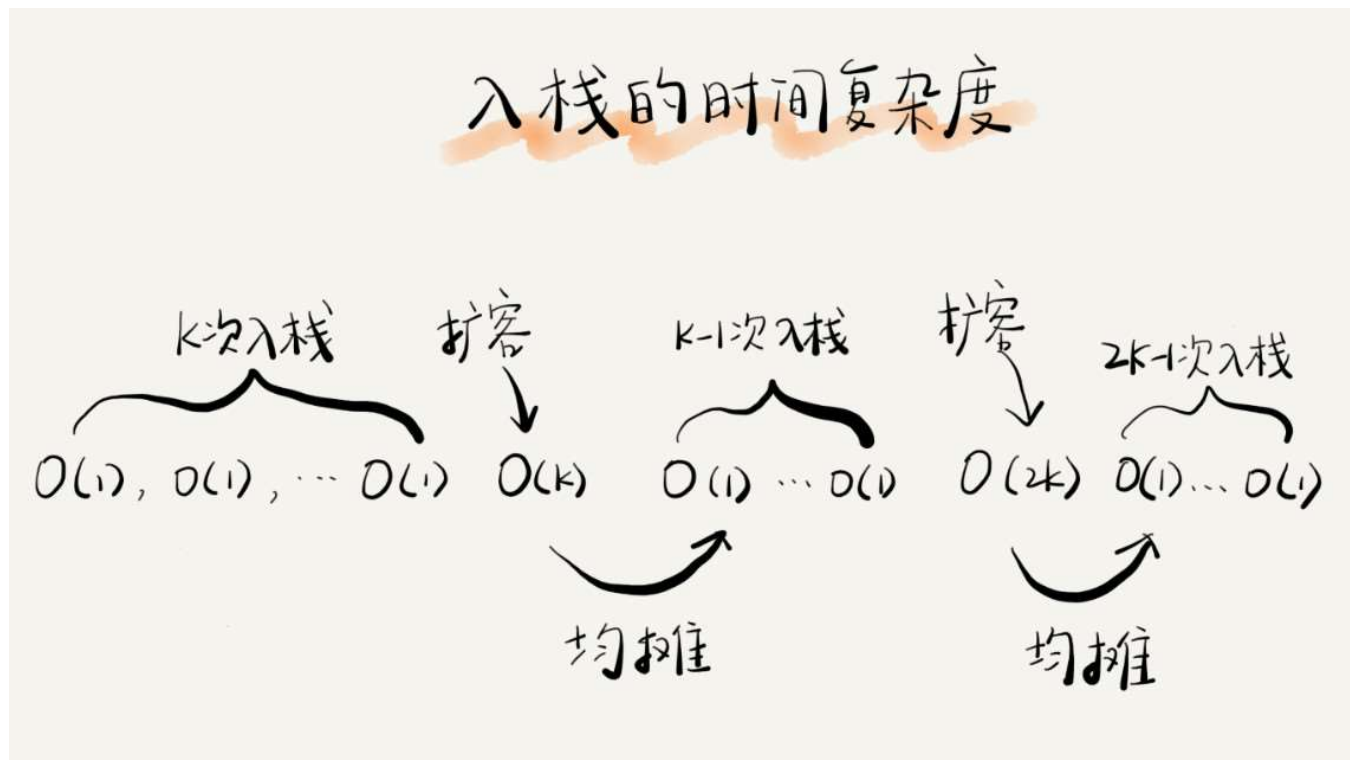 入栈的时间复杂度
K次入栈 扩容 K-1次入栈 扩容 2K-1次入栈
O(1), O(1), ... O(1) O(K) O(1) ... O(1) O(2K) O(1) ... O(1)
均摊 均摊